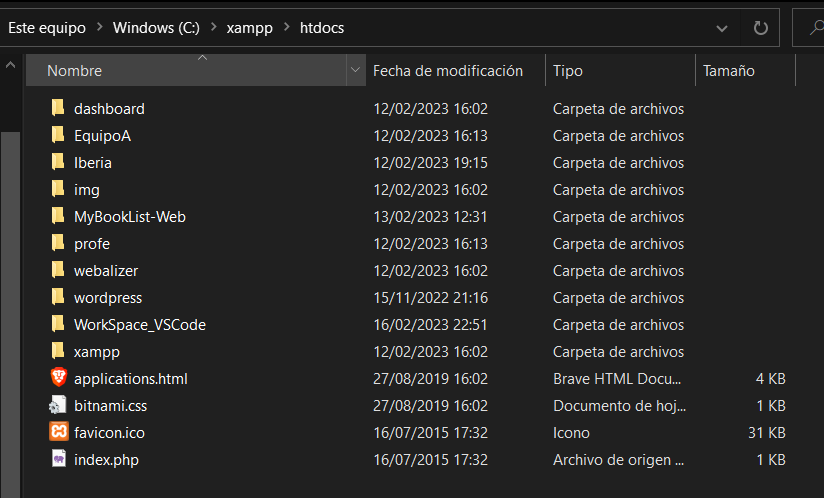 Este equipo > Windows (C:) > xampp > htdocs
Nombre Fecha de modificación Tipo Tamaño
dashboard 12/02/2023 16:02 Carpeta de archivos
EquipoA 12/02/2023 16:13 Carpeta de archivos
Iberia 12/02/2023 19:15 Carpeta de archivos
img 12/02/2023 16:02 Carpeta de archivos
MyBookList-Web 13/02/2023 12:31 Carpeta de archivos
profe 12/02/2023 16:13 Carpeta de archivos
webalizer 12/02/2023 16:02 Carpeta de archivos
wordpress 15/11/2022 21:16 Carpeta de archivos
WorkSpace_VSCode 16/02/2023 22:51 Carpeta de archivos
xampp 12/02/2023 16:02 Carpeta de archivos
applications.html 27/08/2019 16:02 Brave HTML Docu... 4 KB
bitnami.css 27/08/2019 16:02 Documento de hoj... 1 KB
favicon.ico 16/07/2015 17:32 Icono 31 KB
index.php 16/07/2015 17:32 Archivo de origen ... 1 KB